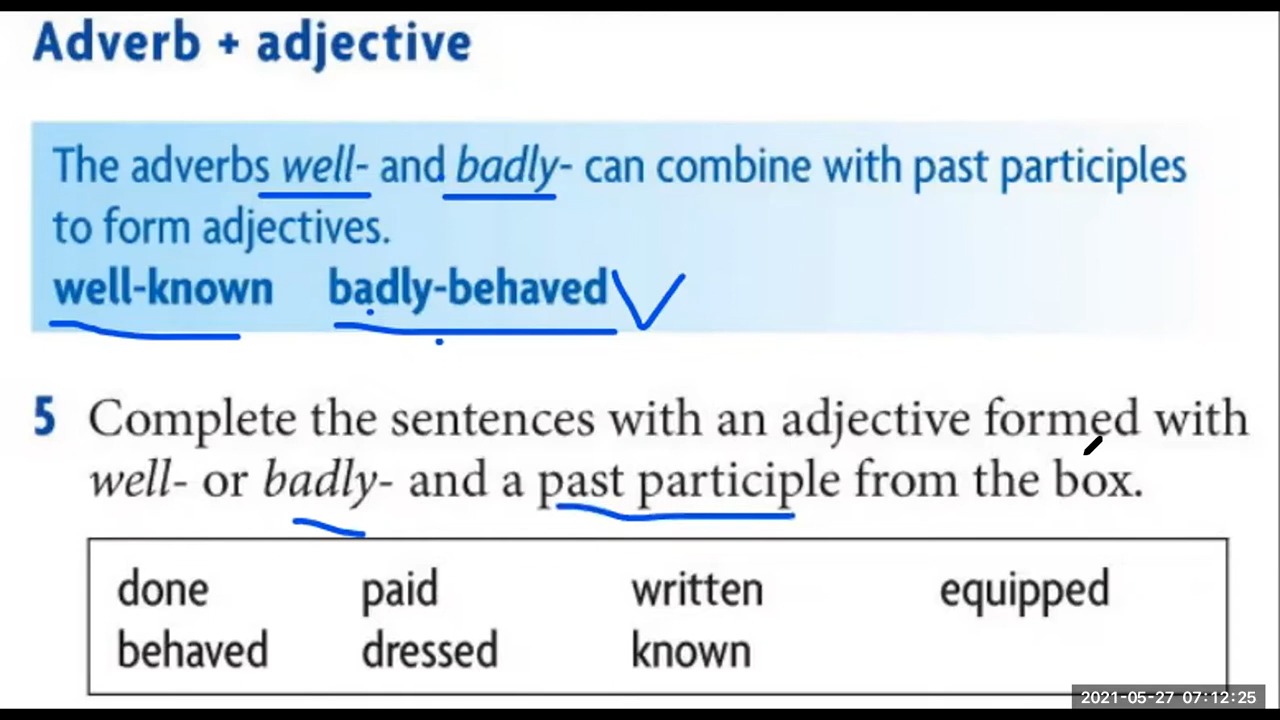 Adverb + adjective
The adverbs well- and badly- can combine with past participles
to form adjectives.
well-known badly-behaved
5 Complete the sentences with an adjective formed with
well- or badly- and a past participle from the box.
done paid written equipped
behaved dressed known
2021-05-27 07:12:25